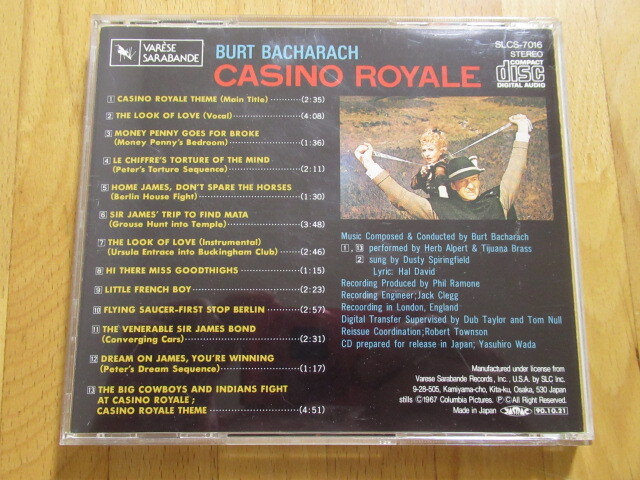 VARÈSE
SARABANDE
BURT BACHARACH
CASINO ROYALE
SLCS-7016
STEREO
COMPACT
disc
DIGITAL AUDIO
1 CASINO ROYALE THEME (Main Title) ············(2:35)
2 THE LOOK OF LOVE (Vocal) ············(4:08)
3 MONEY PENNY GOES FOR BROKE
(Money Penny's Bedroom) ············(1:36)
4 LE CHIFFRE'S TORTURE OF THE MIND
(Peter's Torture Sequence) ············(2:11)
5 HOME JAMES, DON'T SPARE THE HORSES
(Berlin House Fight) ············(1:30)
6 SIR JAMES' TRIP TO FIND MATA
(Grouse Hunt into Temple) ············(3:48)
7 THE LOOK OF LOVE (Instrumental)
(Ursula Entrace into Buckingham Club) ······(2:46)
8 HI THERE MISS GOODTHIGHS ············(1:15)
9 LITTLE FRENCH BOY ············(2:23)
10 FLYING SAUCER-FIRST STOP BERLIN ······(2:57)
11 THE VENERABLE SIR JAMES BOND
(Converging Cars) ············(2:31)
12 DREAM ON JAMES, YOU'RE WINNING
(Peter's Dream Sequence) ············(1:17)
13 THE BIG COWBOYS AND INDIANS FIGHT
AT CASINO ROYALE ;
CASINO ROYALE THEME ············(4:51)
Music Composed & Conducted by Burt Bacharach
1, 13 performed by Herb Alpert & Tijuana Brass
2 sung by Dusty Spiringfield
Lyric: Hal David
Recording Produced by Phil Ramone
Recording Engineer; Jack Clegg
Recoording in London, England
Digital Transfer Supervised by Dub Taylor and Tom Null
Reissue Coordination; Robert Townson
CD prepared for release in Japan; Yasuhiro Wada
Manufactured under license from
Varese Sarabande Records, Inc., U.S.A. by SLC Inc.
9-28-505, Kamiyama-cho, Kita-ku, Osaka, 530 Japan
stills ©1967 Columbia Pictures. ℗©All Right Reserved.
Made in Japan JASRAC 90.10.21